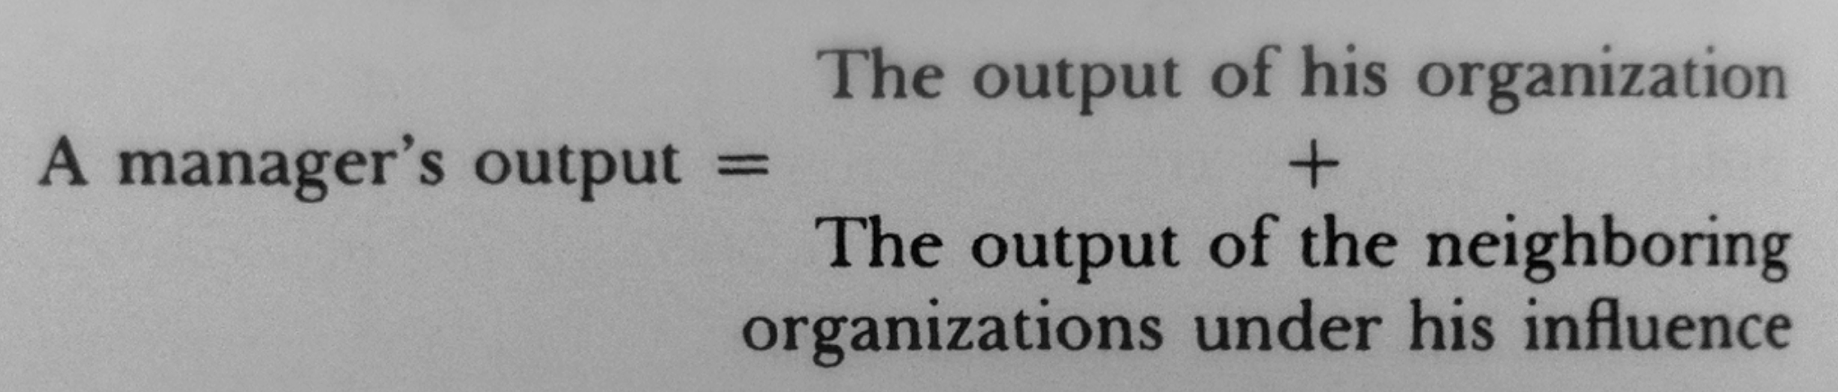 The output of his organization
A manager's output = +
The output of the neighboring
organizations under his influence